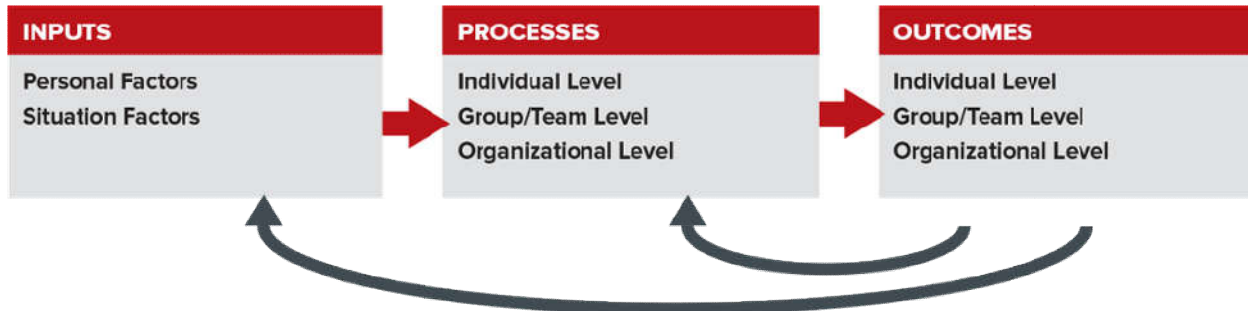 INPUTS
Personal Factors
Situation Factors
PROCESSES
Individual Level
Group/Team Level
Organizational Level
OUTCOMES
Individual Level
Group/Team Level
Organizational Level